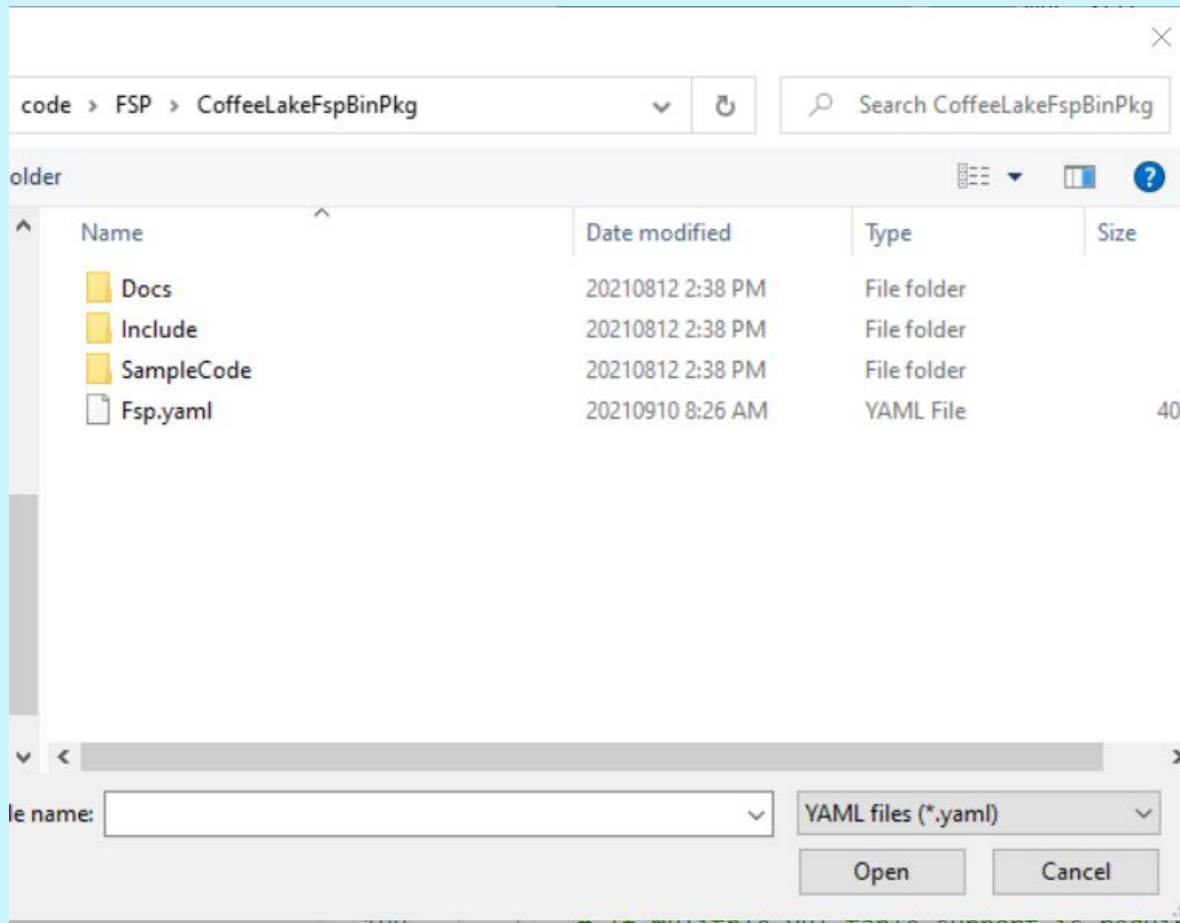 code > FSP > CoffeeLakeFspBinPkg Search CoffeeLakeFspBinPkg
older
Name Date modified Type Size
Docs 20210812 2:38 PM File folder
Include 20210812 2:38 PM File folder
SampleCode 20210812 2:38 PM File folder
Fsp.yaml 20210910 8:26 AM YAML File 40
le name: YAML files (*.yaml)
Open Cancel